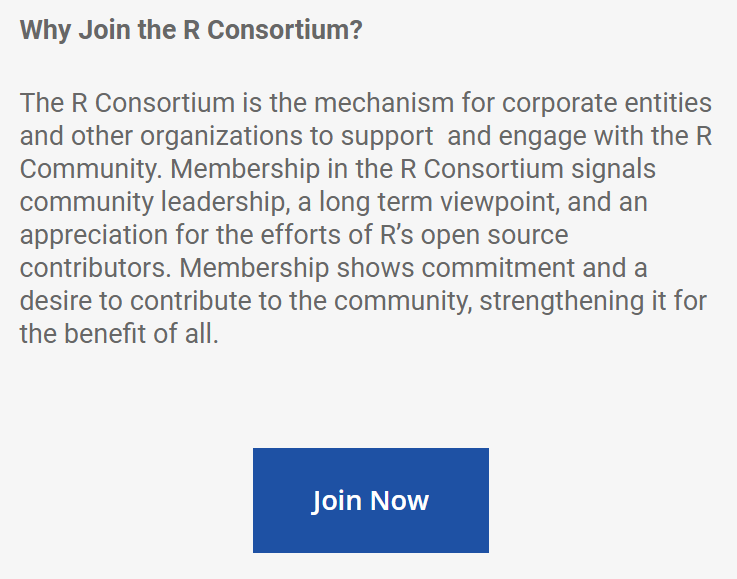 Why Join the R Consortium?
The R Consortium is the mechanism for corporate entities
and other organizations to support  and engage with the R
Community. Membership in the R Consortium signals
community leadership, a long term viewpoint, and an
appreciation for the efforts of R’s open source
contributors. Membership shows commitment and a
desire to contribute to the community, strengthening it for
the benefit of all.
Join Now